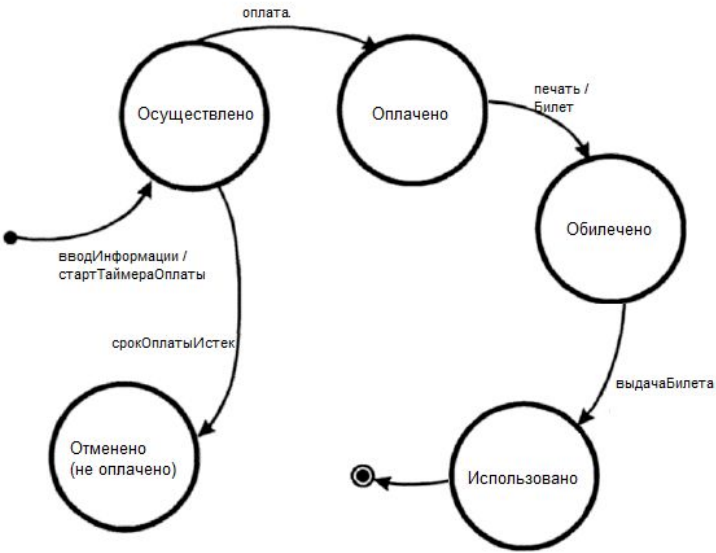 оплата.
Осуществлено
Оплачено
печать /
Билет
Обилечено
вводИнформации /
стартТаймераОплаты
срокОплатыИстек
выдачаБилета
Отменено
(не оплачено)
Использовано